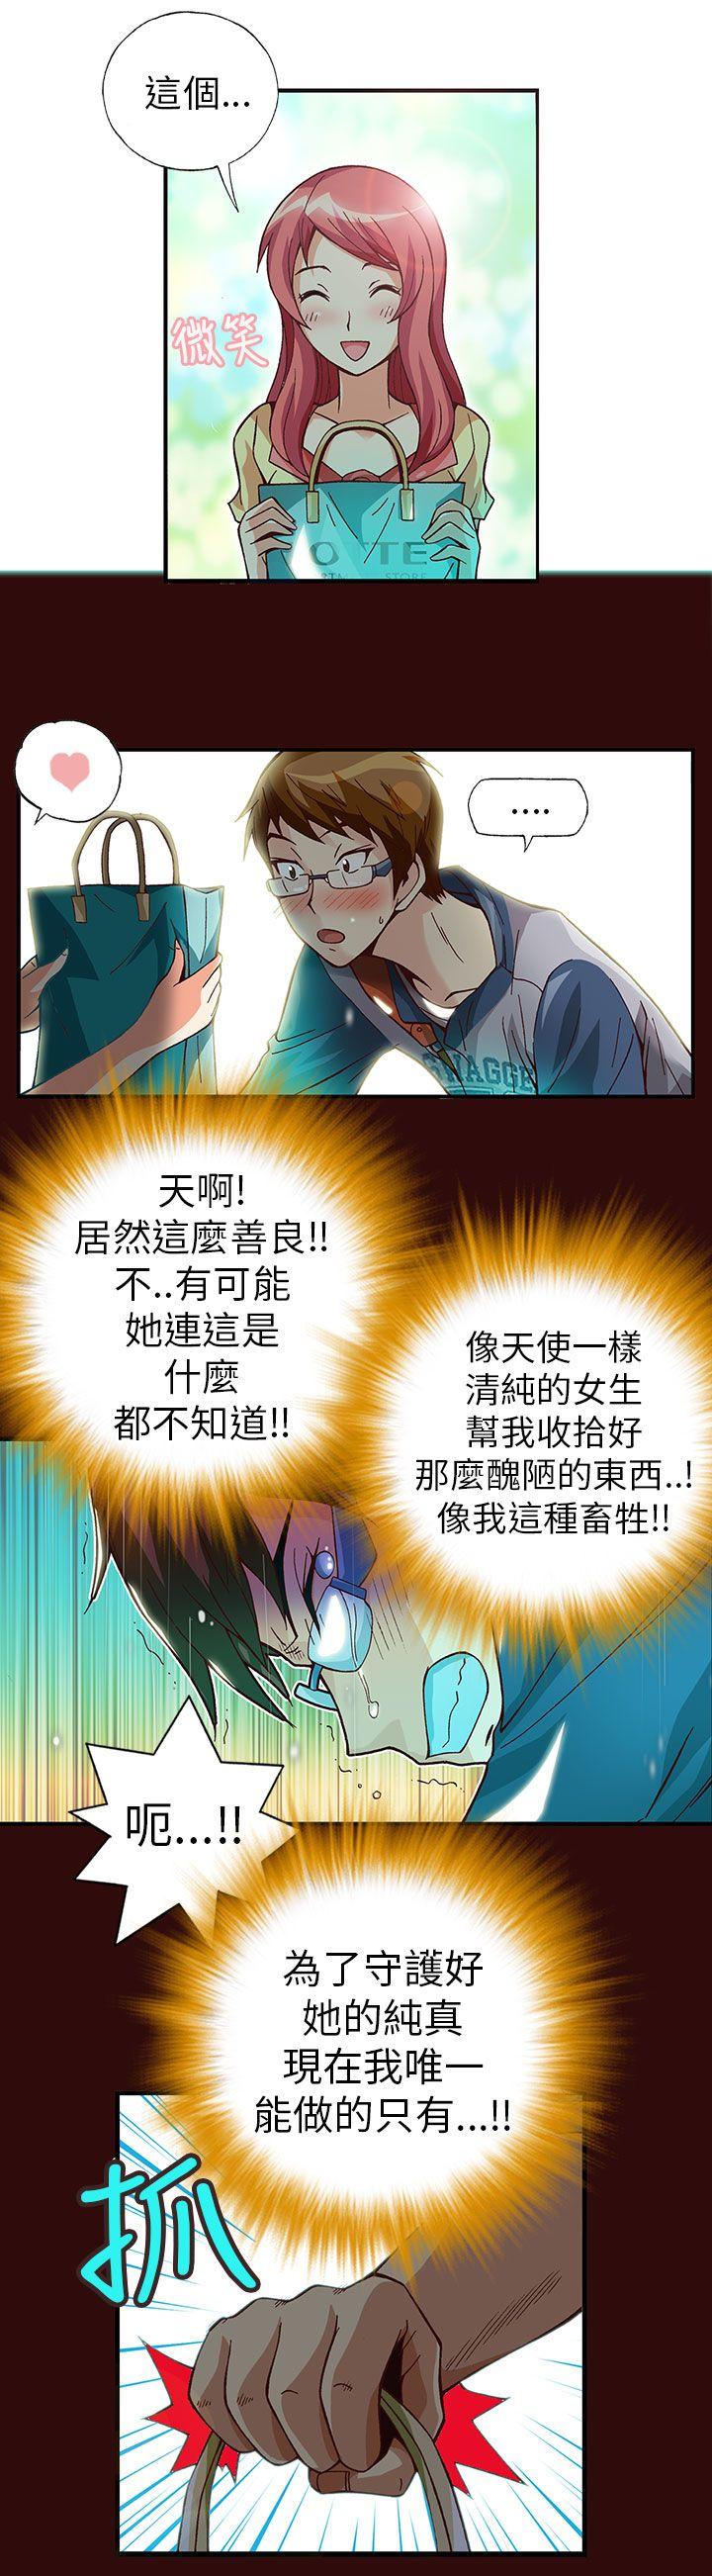 這個...
微笑
OTTE
STORE
....
SWAGGE
天啊!
居然這麼善良!!
不..有可能
她連這是
什麼
都不知道!!
像天使一樣
清純的女生
幫我收拾好
那麼醜陋的東西..!
像我這種畜牲!!
呃...!!
為了守護好
她的純真
現在我唯一
能做的只有...!!
抓